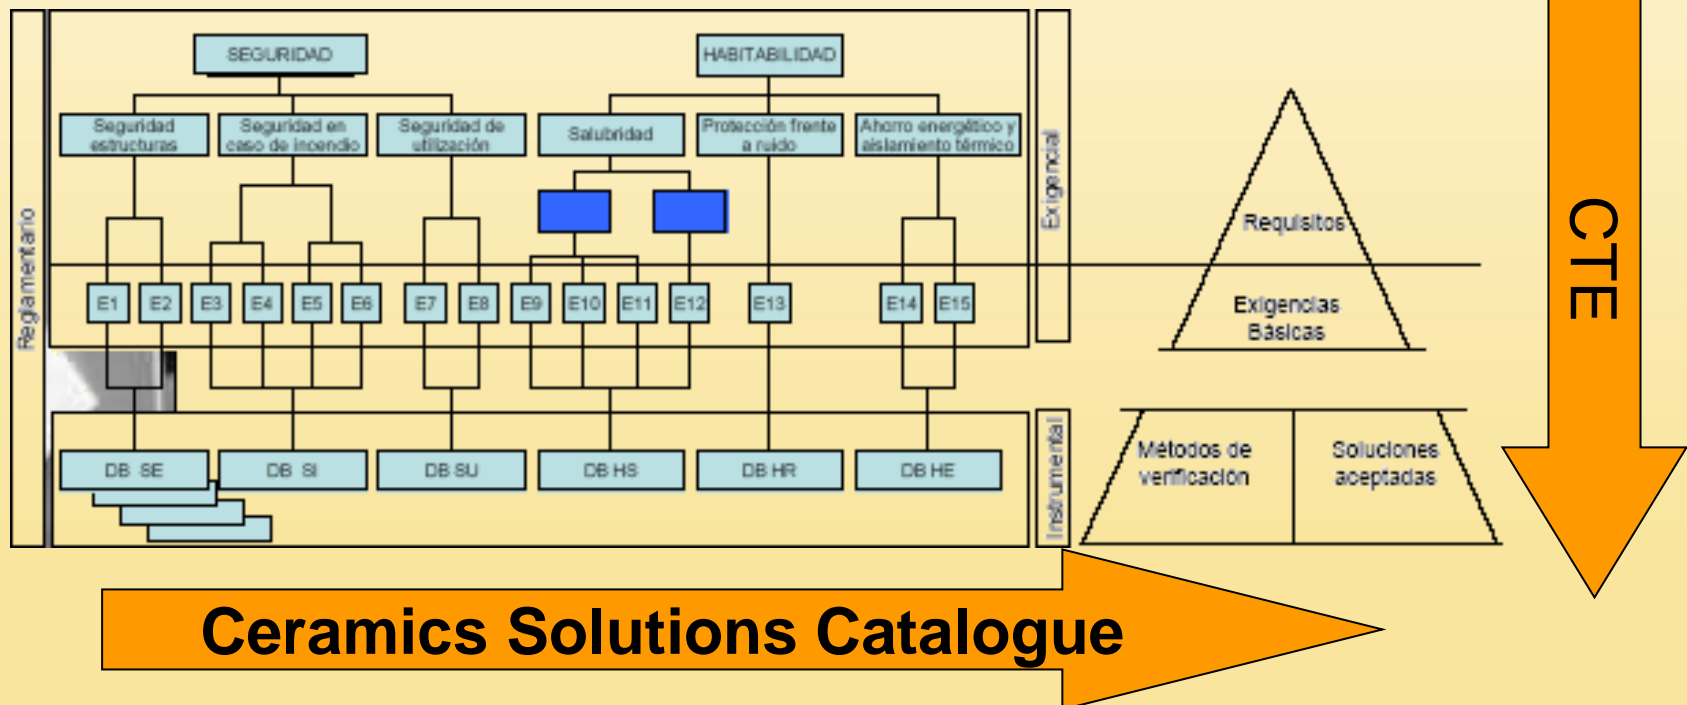 SEGURIDAD
HABITABILIDAD
Seguridad
estructuras
Seguridad en
caso de incendio
Seguridad de
utilización
Salubridad
Protección frente
a ruido
Ahorro energético y
aislamiento térmico
Reglamentario
Exigencial
E1 E2 E3 E4 E5 E6 E7 E8 E9 E10 E11 E12 E13 E14 E15
Requisitos
Exigencias
Básicas
DB SE
DB SI
DB SU
DB HS
DB HR
DB HE
Instrumental
Métodos de
verificación
Soluciones
aceptadas
CTE
Ceramics Solutions Catalogue